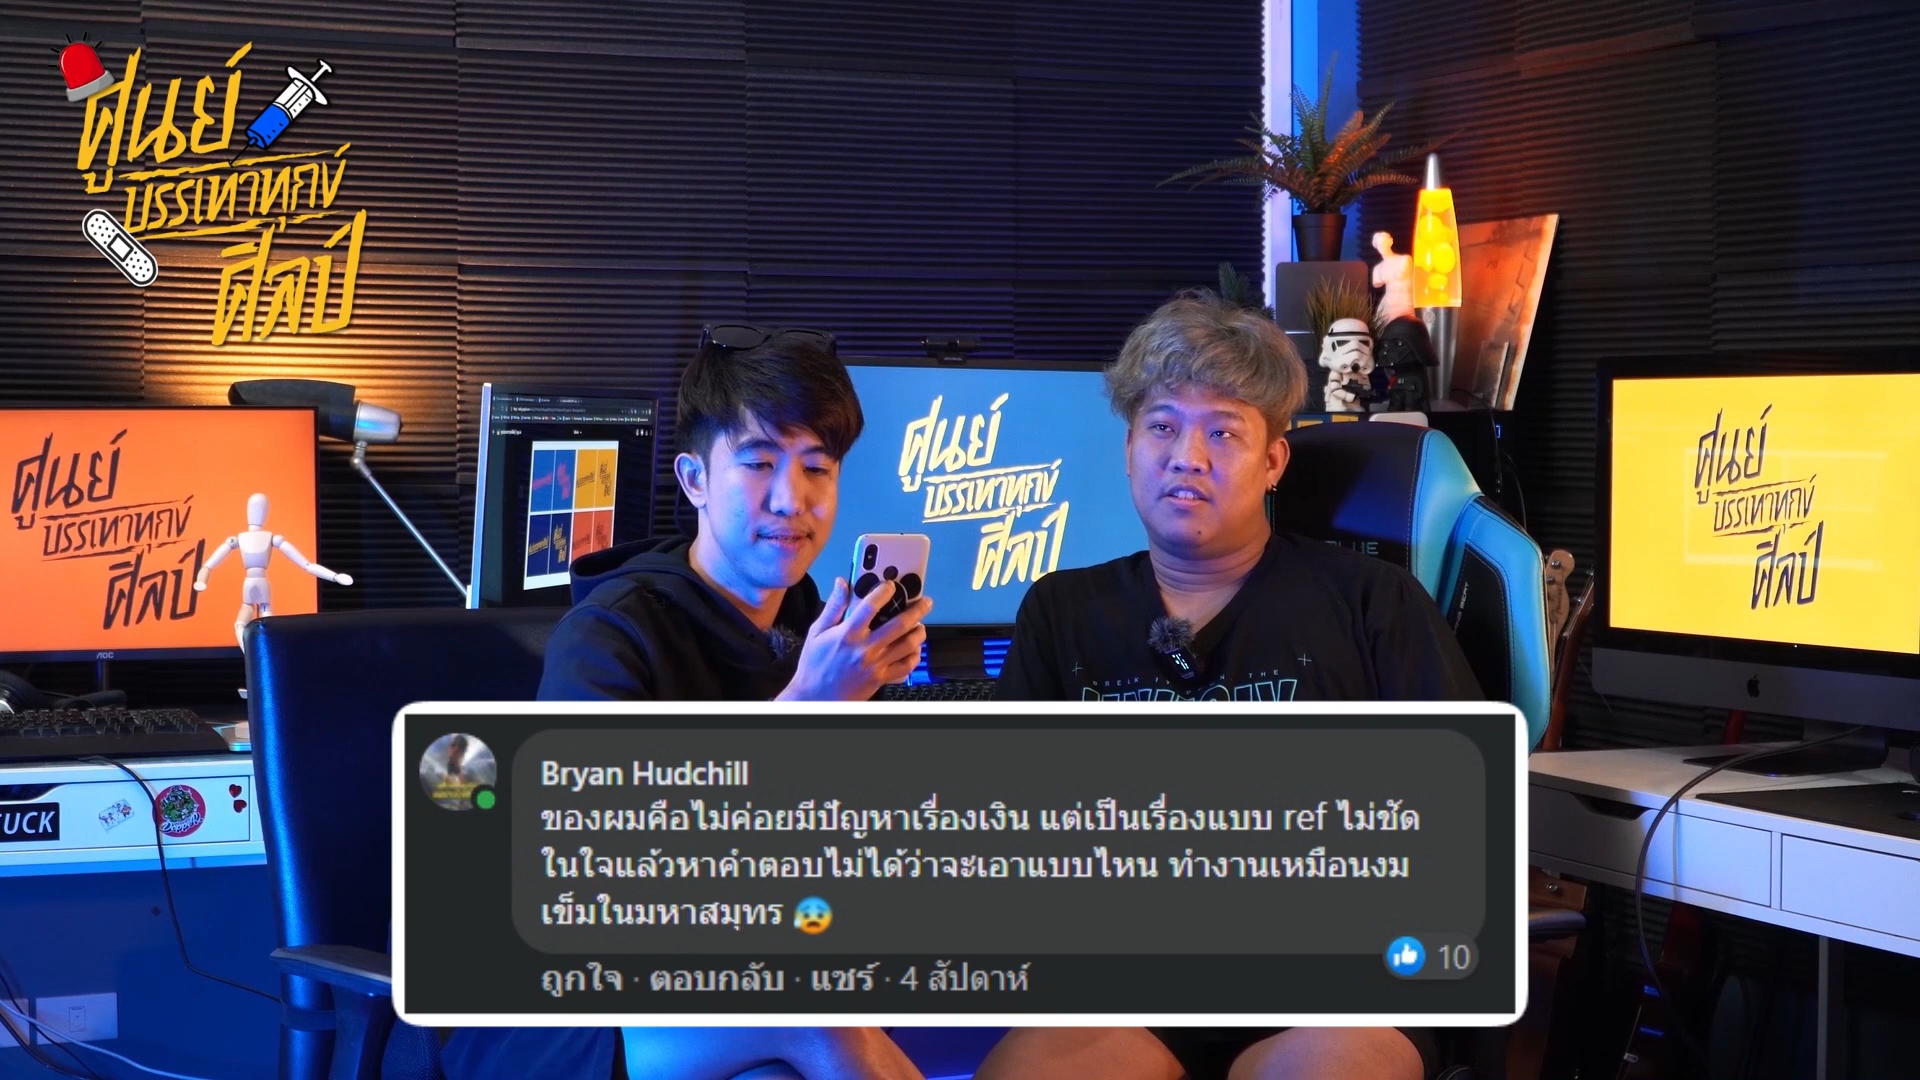 ศูนย์
บรรเทาทุกข์
ศิลป์
ศูนย์
บรรเทาทุกข์
ศิลป์
AOC
ศูนย์
บรรเทาทุกข์
ศิลป์
ศูนย์
บรรเทาทุกข์
ศิลป์
Bryan Hudchill
ของผมคือไม่ค่อยมีปัญหาเรื่องเงิน แต่เป็นเรื่องแบบ ref ไม่ชัด
ในใจแล้วหาคำตอบไม่ได้ว่าจะเอาแบบไหน ทำงานเหมือนงม
เข็มในมหาสมุทร
ถูกใจ · ตอบกลับ · แชร์ · 4 สัปดาห์
10